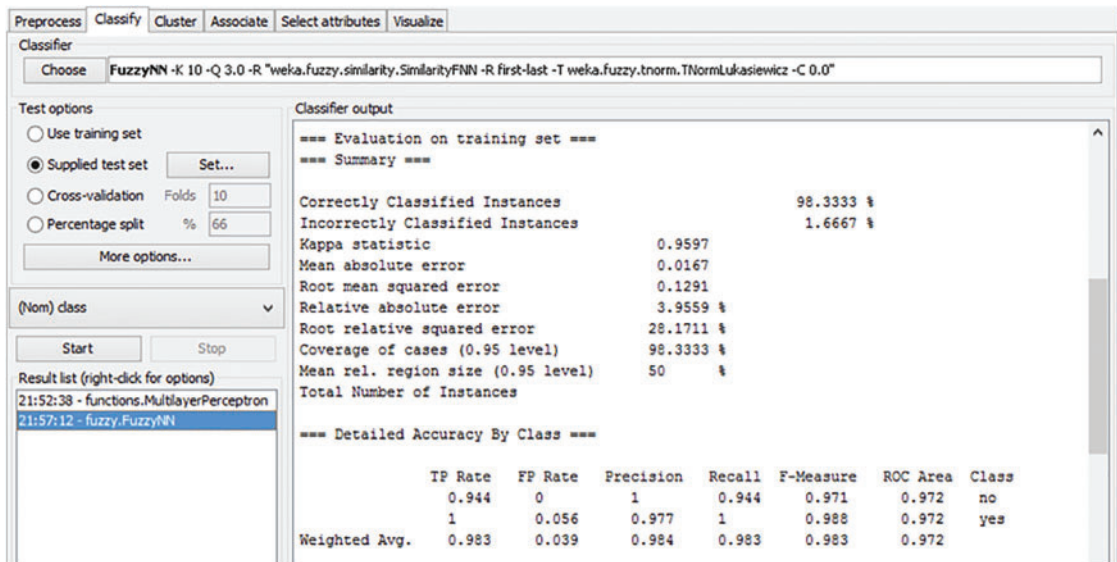 Preprocess Classify Cluster Associate Select attributes Visualize
Classifier
Choose FuzzyNN -K 10 -Q 3.0 -R "weka.fuzzy.similarity.SimilarityFNN -R first-last -T weka.fuzzy.tnorm.TNormLukasiewicz -C 0.0"
Test options
Use training set
Supplied test set Set...
Cross-validation Folds 10
Percentage split % 66
More options...
(Nom) class
Start Stop
Result list (right-click for options)
21:52:38 - functions.MultilayerPerceptron
21:57:12 - fuzzy.FuzzyNN
Classifier output
=== Evaluation on training set ===
=== Summary ===
Correctly Classified Instances 98.3333 %
Incorrectly Classified Instances 1.6667 %
Kappa statistic 0.9597
Mean absolute error 0.0167
Root mean squared error 0.1291
Relative absolute error 3.9559 %
Root relative squared error 28.1711 %
Coverage of cases (0.95 level) 98.3333 %
Mean rel. region size (0.95 level) 50 %
Total Number of Instances
=== Detailed Accuracy By Class ===
TP Rate FP Rate Precision Recall F-Measure ROC Area Class
0.944 0 1 0.944 0.971 0.972 no
1 0.056 0.977 1 0.988 0.972 yes
Weighted Avg. 0.983 0.039 0.984 0.983 0.983 0.972